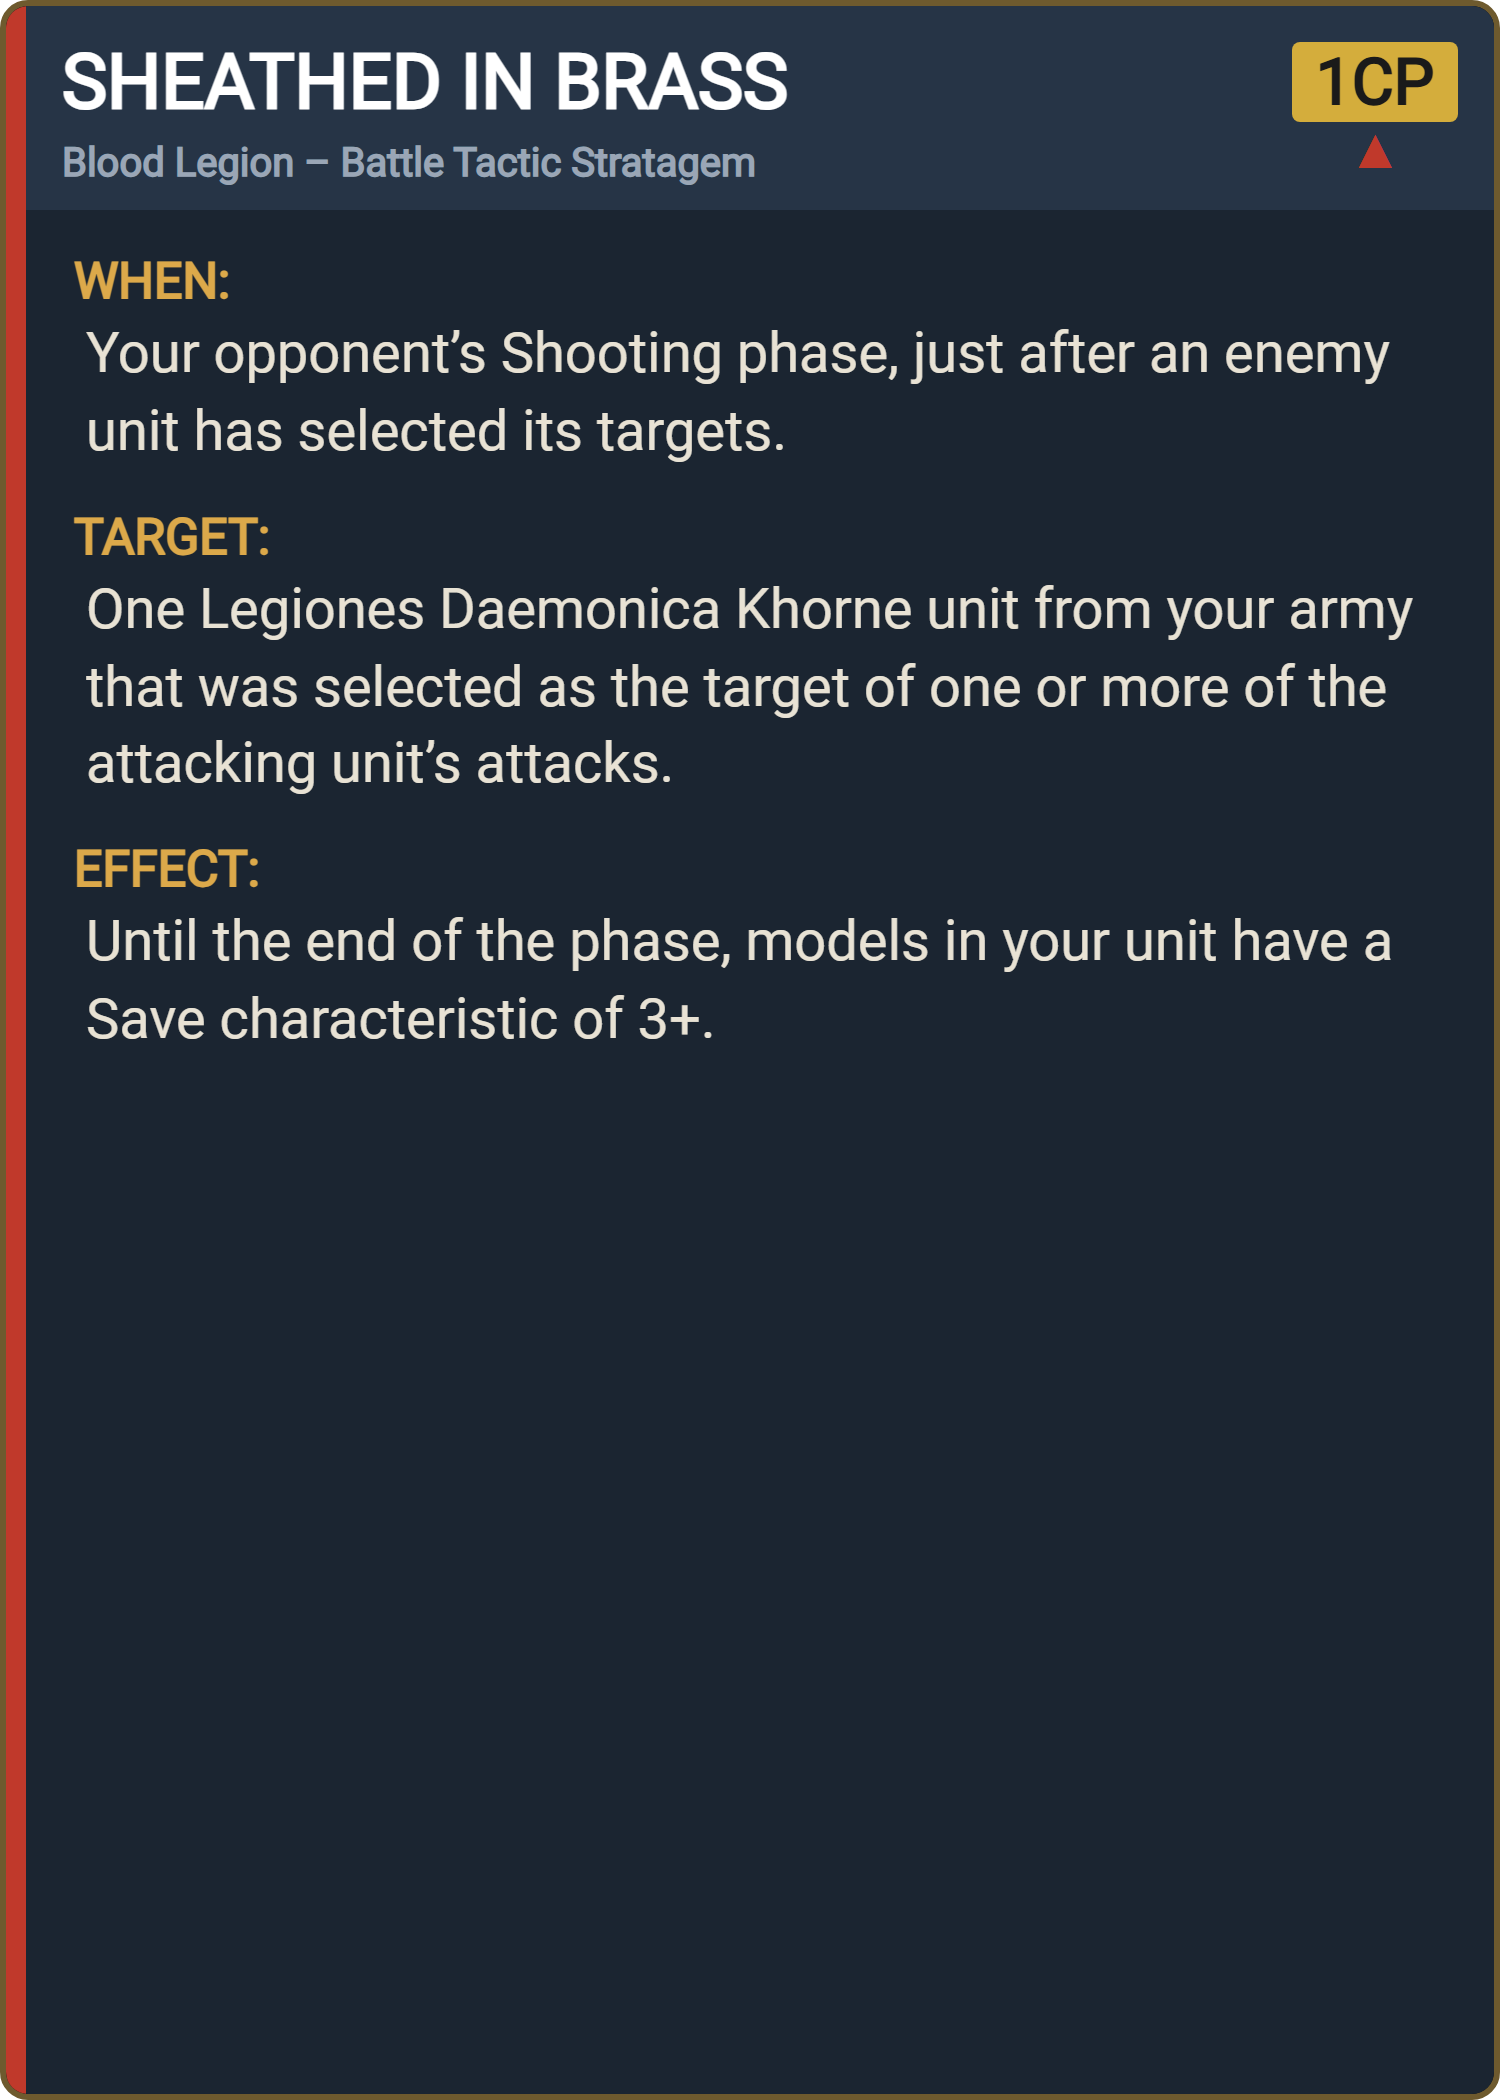 SHEATHED IN BRASS
1CP
Blood Legion – Battle Tactic Stratagem
WHEN:
Your opponent’s Shooting phase, just after an enemy
unit has selected its targets.
TARGET:
One Legiones Daemonica Khorne unit from your army
that was selected as the target of one or more of the
attacking unit’s attacks.
EFFECT:
Until the end of the phase, models in your unit have a
Save characteristic of 3+.